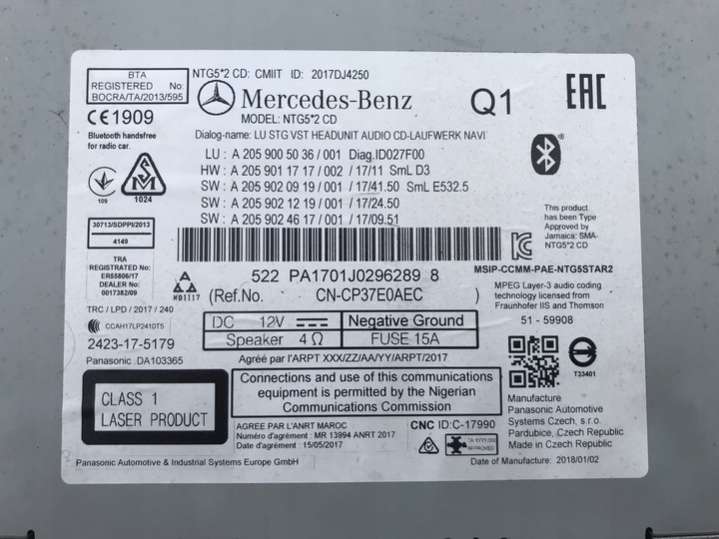 BTA
REGISTERED No:
BOCRA/TA/2013/595
NTG5*2 CD: CMIIT ID: 2017DJ4250
Mercedes-Benz
MODEL: NTG5*2 CD
Q1
EAC
CE1909
Bluetooth handsfree
for radio car.
Dialog-name: LU STG VST HEADUNIT AUDIO CD-LAUFWERK NAVI
LU : A 205 900 50 36 / 001 Diag.ID027F00
HW : A 205 901 17 17 / 002 / 17/11 SmL D3
SW : A 205 902 09 19 / 001 / 17/41.50 SmL E532.5
SW : A 205 902 12 19 / 001 / 17/24.50
SW : A 205 902 46 17 / 001 / 17/09.51
109
1024
This product
has been Type
Approved by
Jamaica: SMA-
NTG5*2 CD
30713/SDPPI/2013
4149
TRA
REGISTERED No:
ER55806/17
DEALER No:
0017382/09
522 PA1701J0296289 8
MSIP-CCMM-PAE-NTG5STAR2
(Ref.No. CN-CP37E0AEC )
MPEG Layer-3 audio coding
technology licensed from
Fraunhofer IIS and Thomson
TRC / LPD / 2017 / 240
CCAH17LP2410T5
2423-17-5179
Panasonic :DA103365
DC 12V Negative Ground
Speaker 4 Ω FUSE 15A
51 - 59908
Agréé par l'ARPT XXX/ZZ/AA/YY/ARPT/2017
T33401
CLASS 1
LASER PRODUCT
Connections and use of this communications
equipment is permitted by the Nigerian
Communications Commission
Manufacture
Panasonic Automotive
Systems Czech, s.r.o.
Pardubice, Czech Republic
Made in Czech Republic
AGREE PAR L'ANRT MAROC
Numéro d'agrément : MR 13894 ANRT 2017
Date d'agrément : 15/05/2017
CNC ID:C-17990
Panasonic Automotive & Industrial Systems Europe GmbH
Date of Manufacture: 2018/01/02